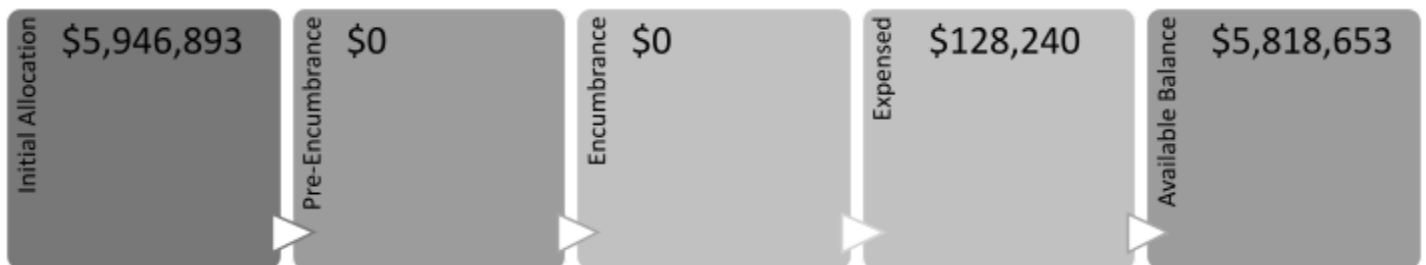 Initial Allocation
$5,946,893
Pre-Encumbrance
$0
Encumbrance
$0
Expensed
$128,240
Available Balance
$5,818,653